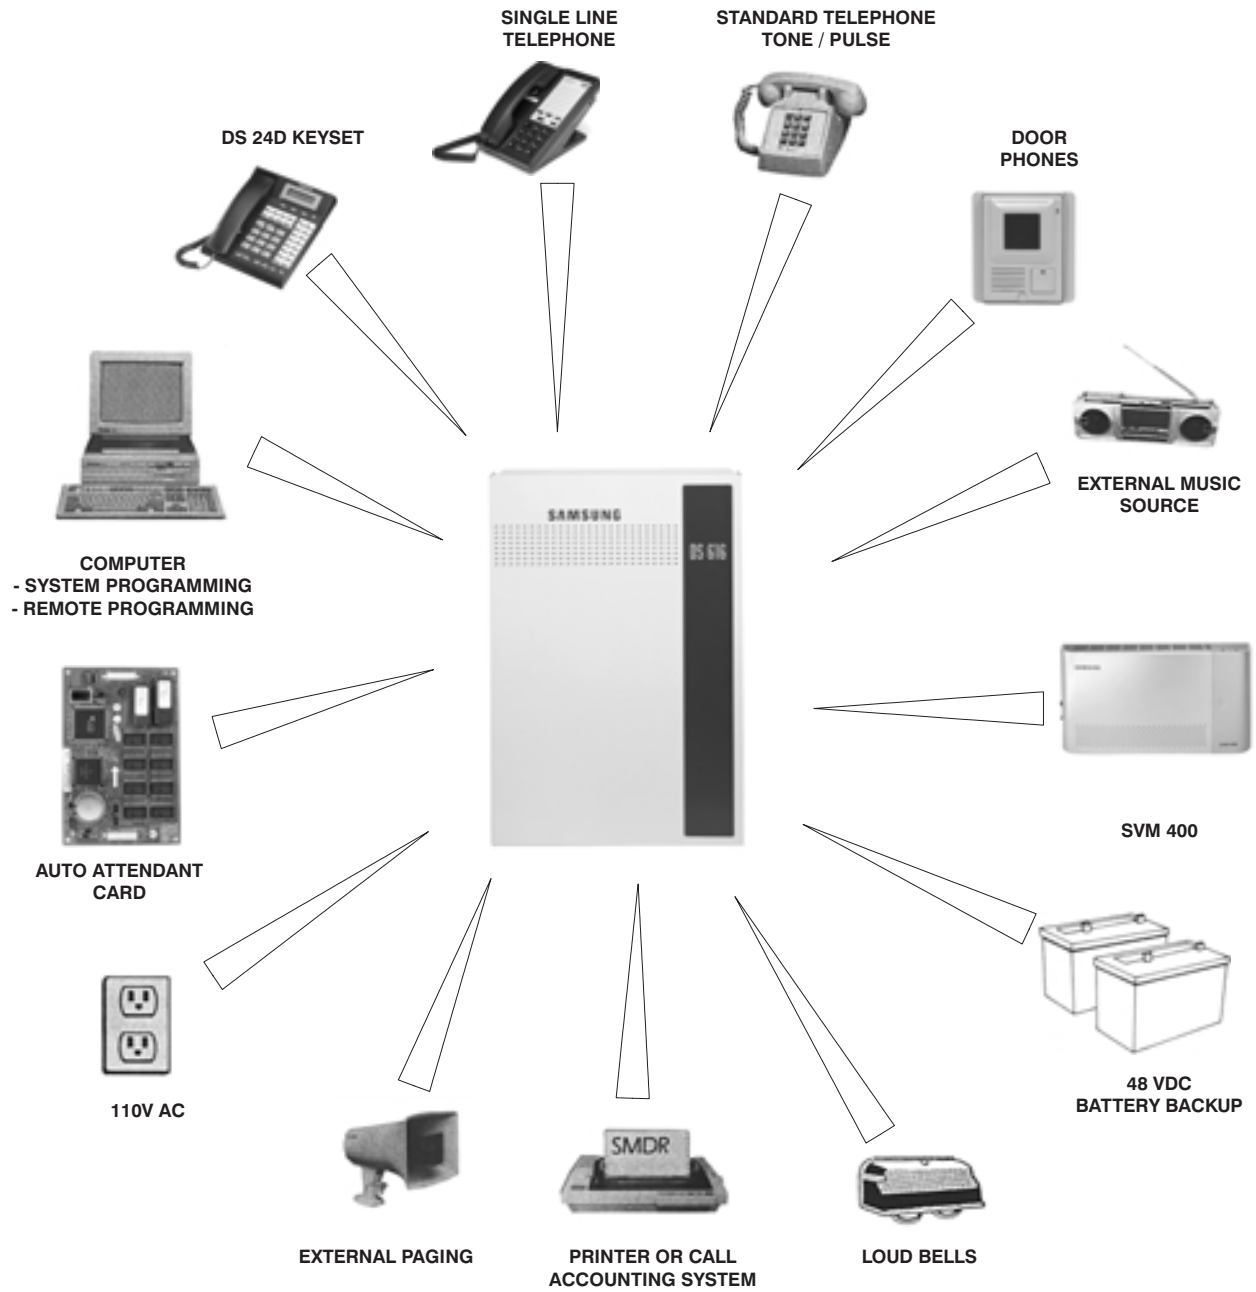 SINGLE LINE
TELEPHONE
STANDARD TELEPHONE
TONE / PULSE
DS 24D KEYSET
DOOR
PHONES
EXTERNAL MUSIC
SOURCE
SAMSUNG
DS 616
COMPUTER
- SYSTEM PROGRAMMING
- REMOTE PROGRAMMING
SVM 400
AUTO ATTENDANT
CARD
48 VDC
BATTERY BACKUP
110V AC
SMDR
EXTERNAL PAGING
PRINTER OR CALL
ACCOUNTING SYSTEM
LOUD BELLS